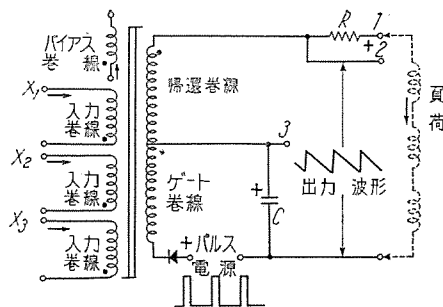 バイアス
巻線
X₁
入力
巻線
X₂
入力
巻線
X₃
入力
巻線
帰還巻線
ゲート
巻線
R
1
+
2
3
+
C
出力 波形
負
荷
+パルス
電源